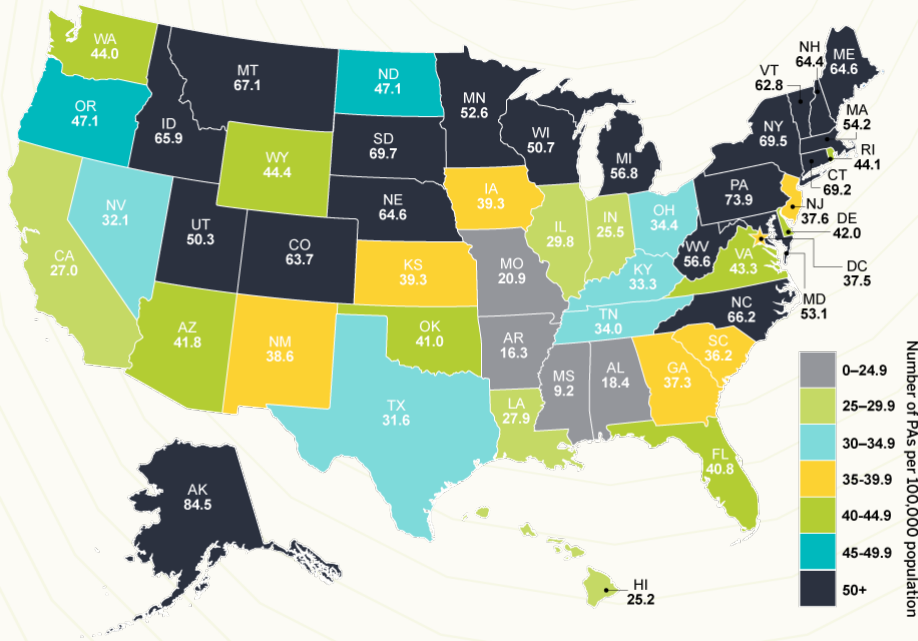 WA
44.0
OR
47.1
ID
65.9
MT
67.1
ND
47.1
MN
52.6
WI
50.7
MI
56.8
SD
69.7
WY
44.4
NE
64.6
IA
39.3
NV
32.1
UT
50.3
CO
63.7
KS
39.3
MO
20.9
IL
29.8
IN
25.5
OH
34.4
CA
27.0
AZ
41.8
NM
38.6
OK
41.0
AR
16.3
KY
33.3
TN
34.0
WV
56.6
VA
43.3
NC
66.2
SC
36.2
GA
37.3
AL
18.4
MS
9.2
LA
27.9
TX
31.6
FL
40.8
AK
84.5
HI
25.2
PA
73.9
NY
69.5
VT
62.8
NH
64.4
ME
64.6
MA
54.2
RI
44.1
CT
69.2
NJ
37.6
DE
42.0
DC
37.5
MD
53.1
0–24.9
25–29.9
30–34.9
35-39.9
40-44.9
45-49.9
50+
Number of PAs per 100,000 population